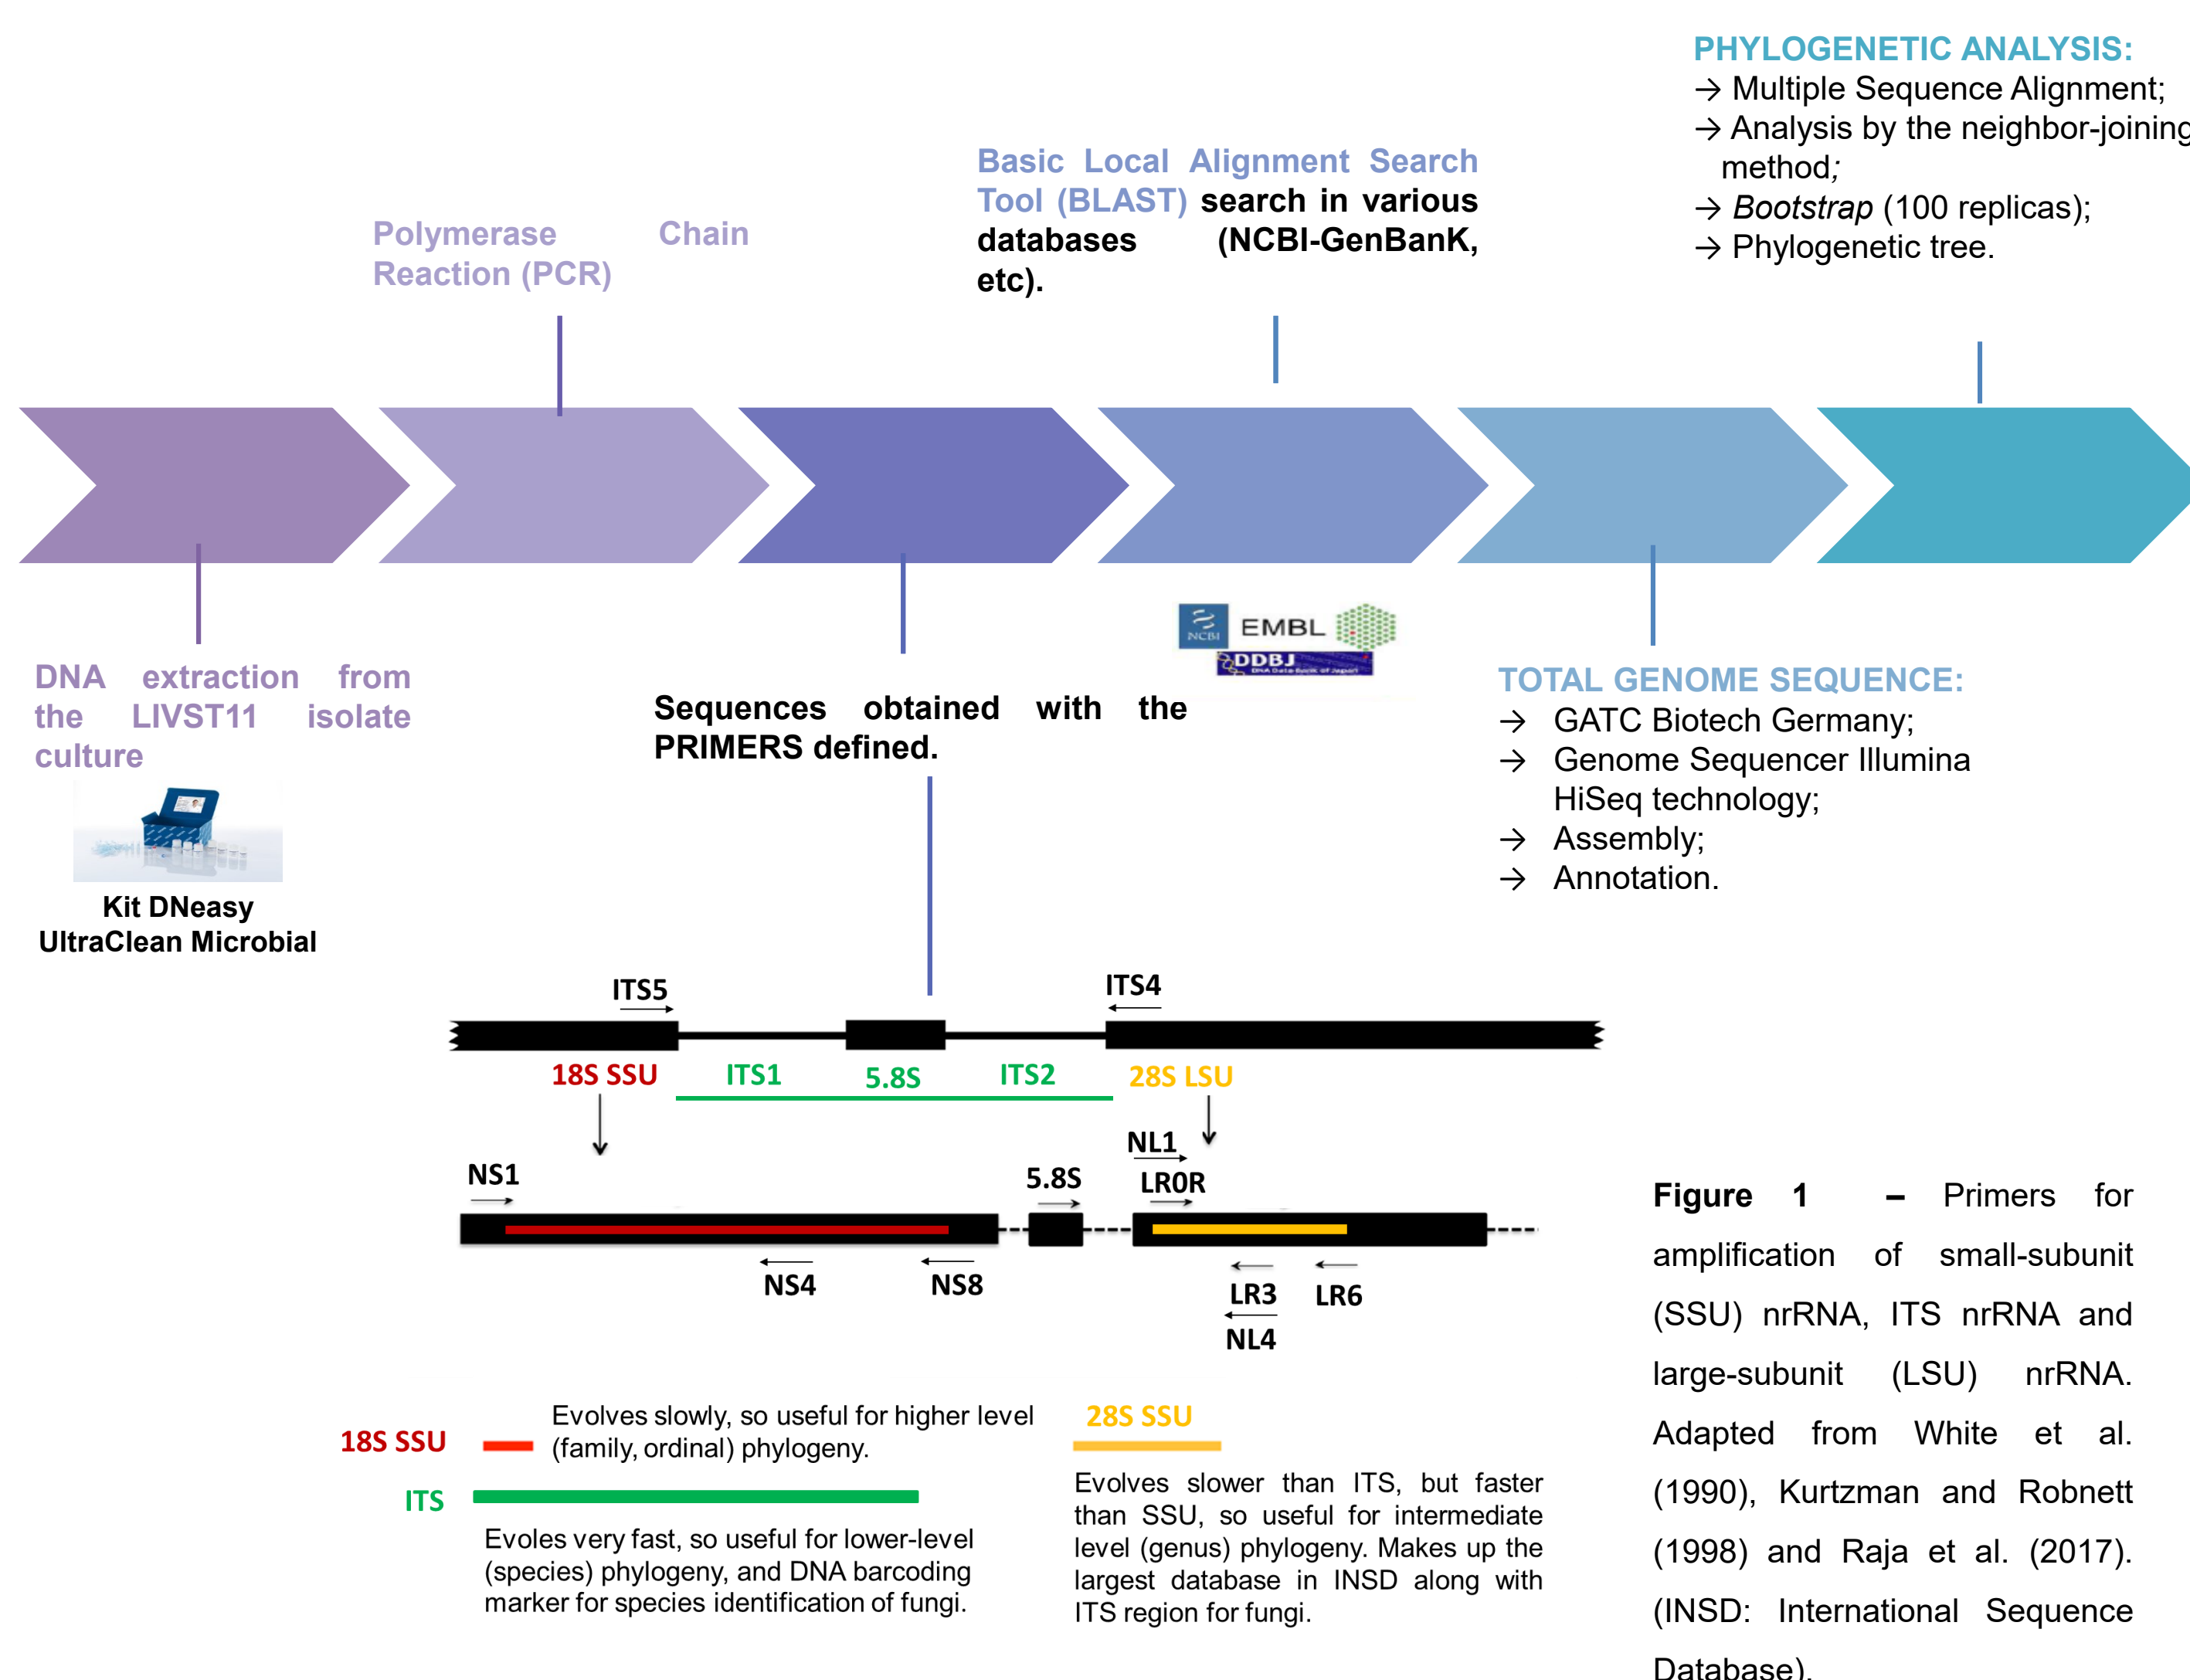 PHYLOGENETIC ANALYSIS:
→ Multiple Sequence Alignment;
→ Analysis by the neighbor-joining
method;
→ Bootstrap (100 replicas);
→ Phylogenetic tree.
Basic Local Alignment Search
Tool (BLAST) search in various
databases (NCBI-GenBanK,
etc).
Polymerase Chain
Reaction (PCR)
DNA extraction from
the LIVST11 isolate
culture
Kit DNeasy
UltraClean Microbial
Sequences obtained with the
PRIMERS defined.
NCBI
EMBL
DDBJ
DNA Data Bank of Japan
TOTAL GENOME SEQUENCE:
→ GATC Biotech Germany;
→ Genome Sequencer Illumina
HiSeq technology;
→ Assembly;
→ Annotation.
ITS5
ITS4
18S SSU
ITS1
5.8S
ITS2
28S LSU
NS1
5.8S
NL1
LR0R
NS4
NS8
LR3
LR6
NL4
18S SSU
Evolves slowly, so useful for higher level
(family, ordinal) phylogeny.
ITS
Evoles very fast, so useful for lower-level
(species) phylogeny, and DNA barcoding
marker for species identification of fungi.
28S SSU
Evolves slower than ITS, but faster
than SSU, so useful for intermediate
level (genus) phylogeny. Makes up the
largest database in INSD along with
ITS region for fungi.
Figure 1 – Primers for
amplification of small-subunit
(SSU) nrRNA, ITS nrRNA and
large-subunit (LSU) nrRNA.
Adapted from White et al.
(1990), Kurtzman and Robnett
(1998) and Raja et al. (2017).
(INSD: International Sequence
Database).